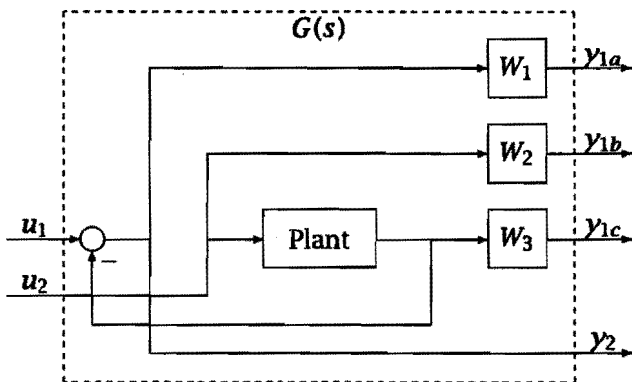 G(s)
W₁
y₁ₐ
W₂
y₁b
u₁
−
Plant
W₃
y₁c
u₂
y₂